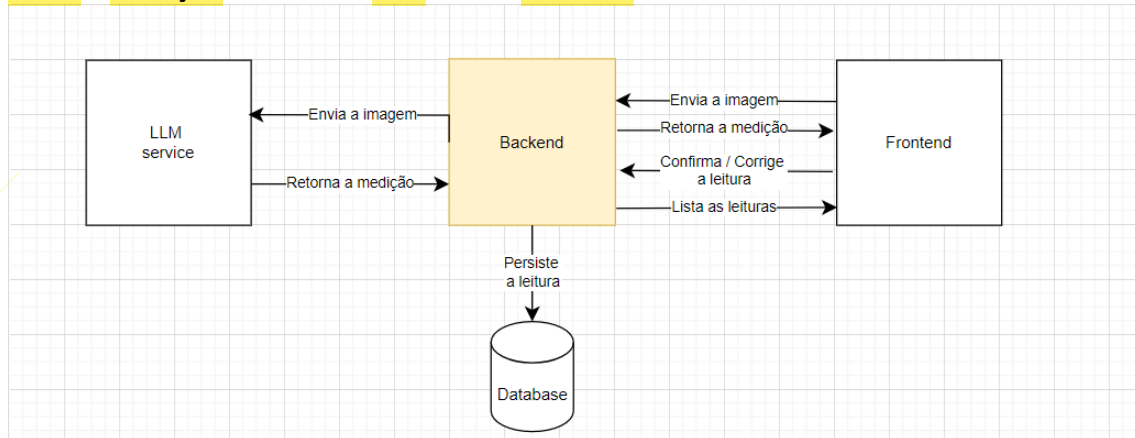 LLM
service
Envia a imagem
Retorna a medição
Backend
Envia a imagem
Retorna a medição
Confirma / Corrige
a leitura
Lista as leituras
Frontend
Persiste
a leitura
Database